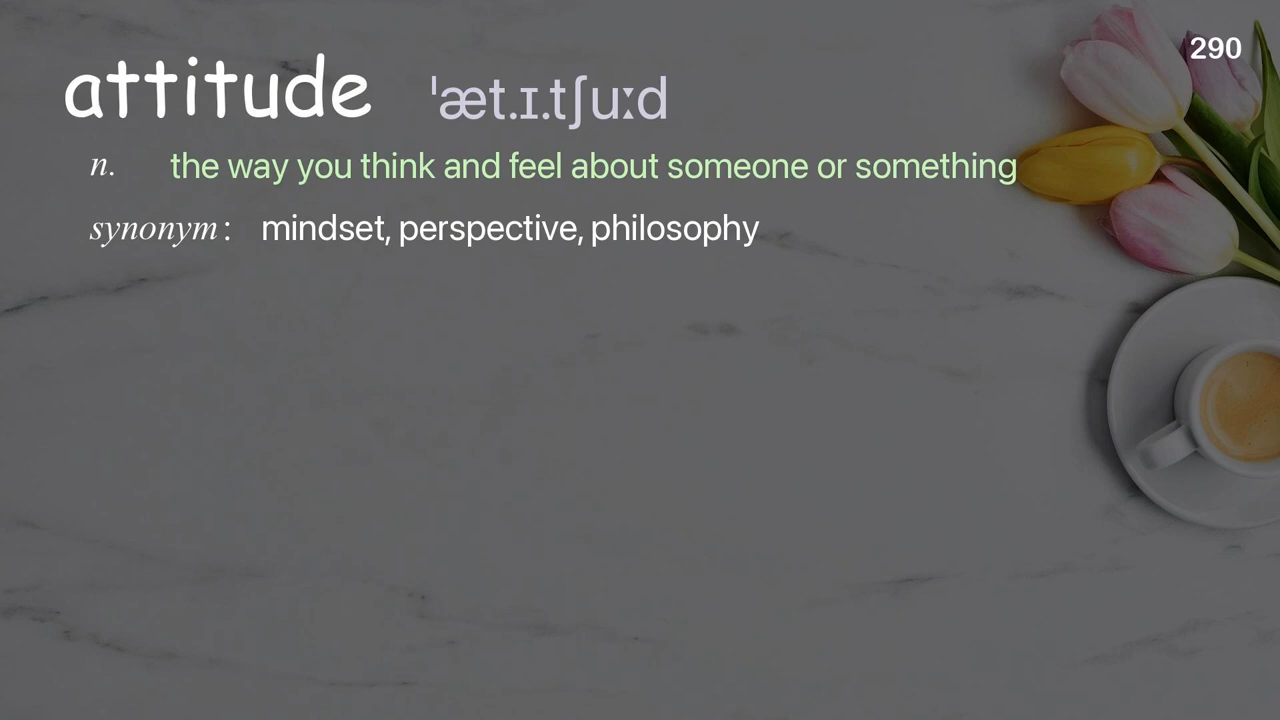 290
attitude ˈæt.ɪ.tʃuːd
n. the way you think and feel about someone or something
synonym: mindset, perspective, philosophy